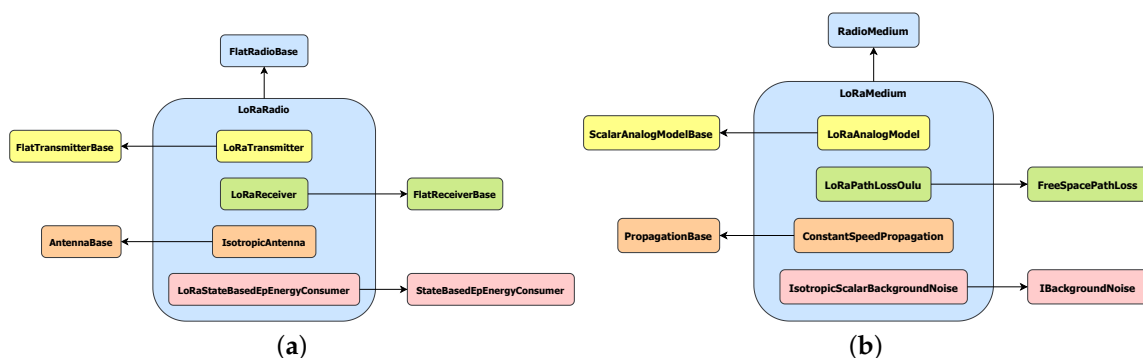 FlatRadioBase
LoRaRadio
FlatTransmitterBase
LoRaTransmitter
LoRaReceiver
FlatReceiverBase
AntennaBase
IsotropicAntenna
LoRaStateBasedEpEnergyConsumer
StateBasedEpEnergyConsumer
(a)
RadioMedium
LoRaMedium
ScalarAnalogModelBase
LoRaAnalogModel
LoRaPathLossOulu
FreeSpacePathLoss
PropagationBase
ConstantSpeedPropagation
IsotropicScalarBackgroundNoise
IBackgroundNoise
(b)